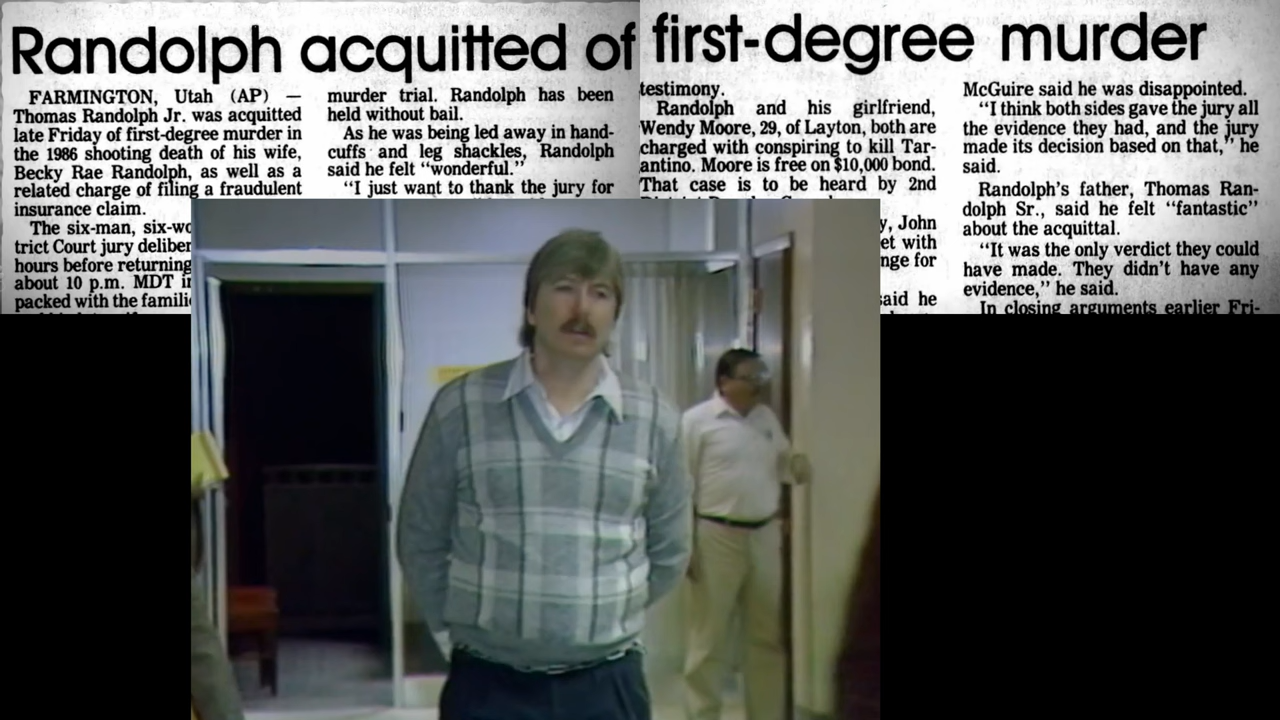 Randolph acquitted of first-degree murder
FARMINGTON, Utah (AP) —
Thomas Randolph Jr. was acquitted
late Friday of first-degree murder in
the 1986 shooting death of his wife,
Becky Rae Randolph, as well as a
related charge of filing a fraudulent
insurance claim.
The six-man, six-wo
trict Court jury deliber
hours before returning
about 10 p.m. MDT i
packed with the famili
murder trial. Randolph has been
held without bail.
As he was being led away in hand-
cuffs and leg shackles, Randolph
said he felt “wonderful.”
“I just want to thank the jury for
testimony.
Randolph and his girlfriend,
Wendy Moore, 29, of Layton, both are
charged with conspiring to kill Tar-
antino. Moore is free on $10,000 bond.
That case is to be heard by 2nd
y, John
et with
nge for
said he
McGuire said he was disappointed.
“I think both sides gave the jury all
the evidence they had, and the jury
made its decision based on that,” he
said.
Randolph’s father, Thomas Ran-
dolph Sr., said he felt “fantastic”
about the acquittal.
“It was the only verdict they could
have made. They didn’t have any
evidence,” he said.
In closing arguments earlier Fri-